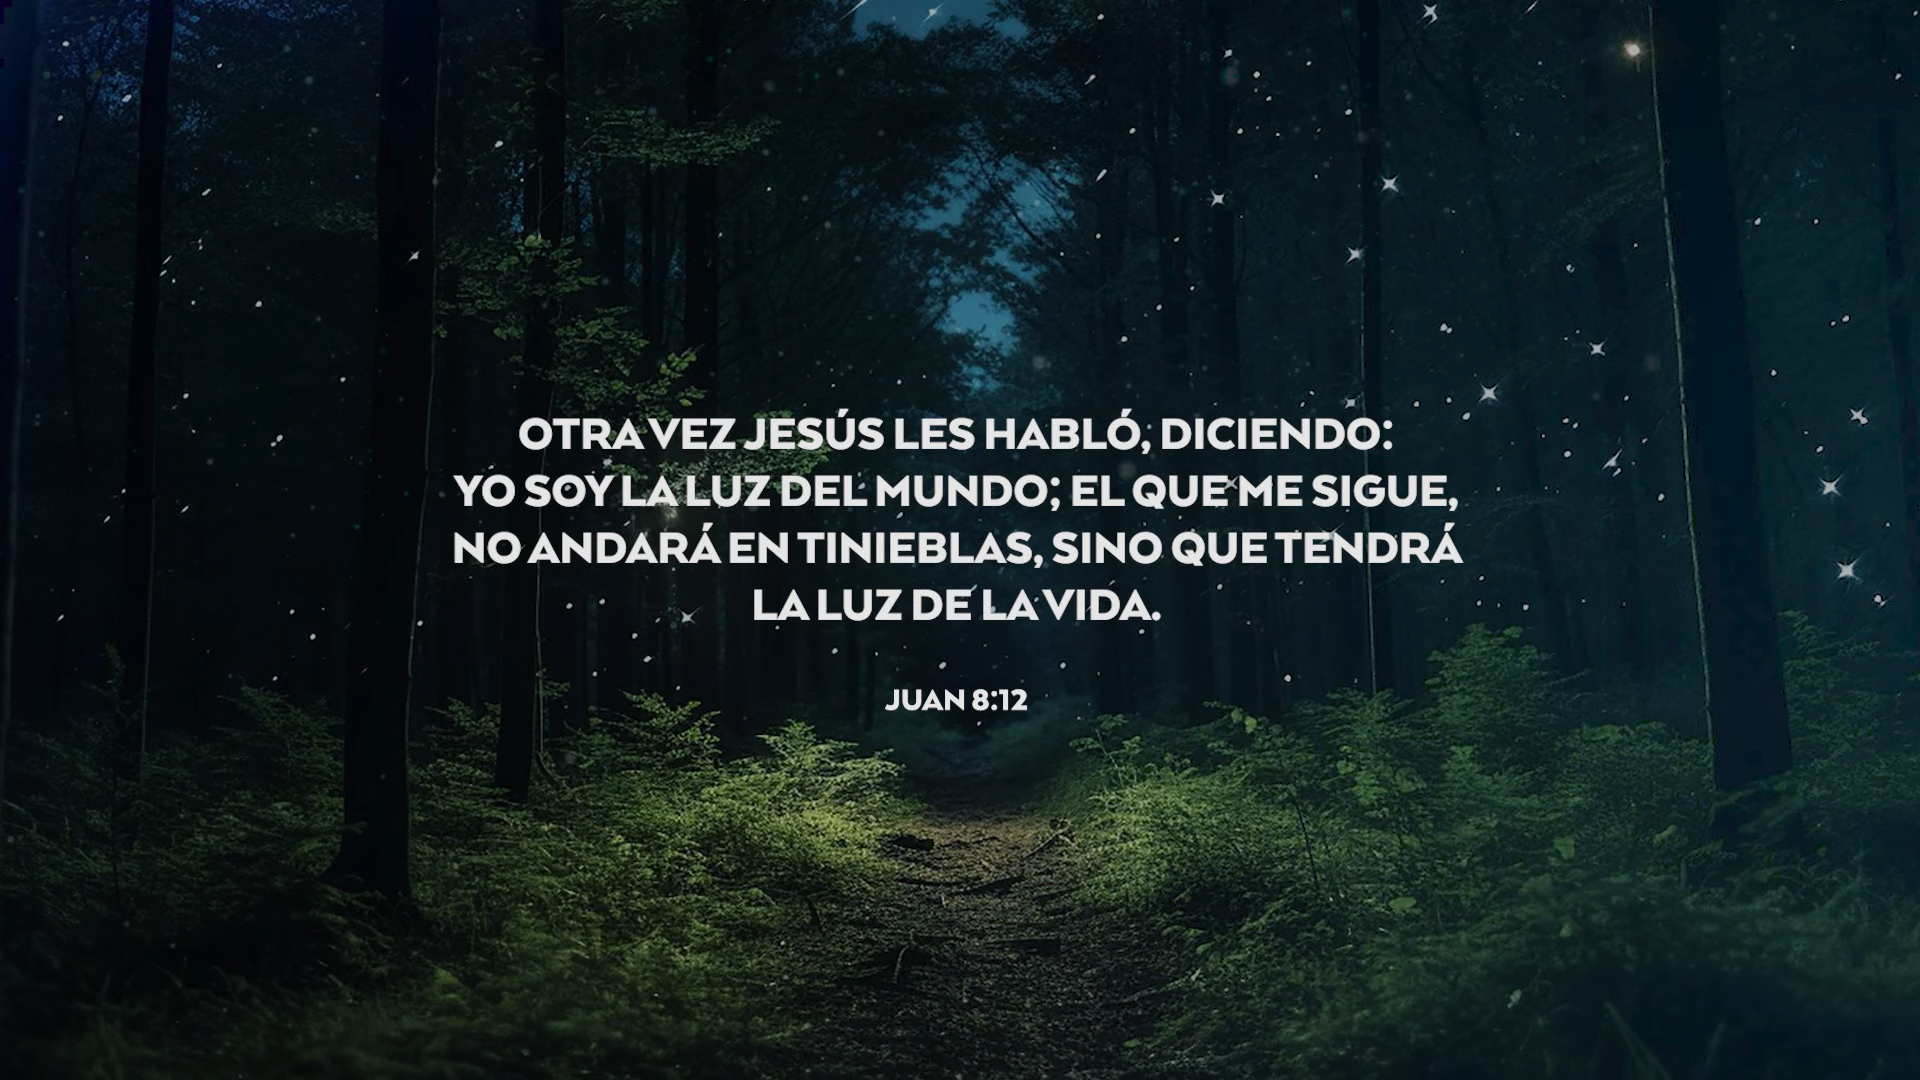 OTRA VEZ JESÚS LES HABLÓ, DICIENDO:
YO SOY LA LUZ DEL MUNDO; EL QUE ME SIGUE,
NO ANDARÁ EN TINIEBLAS, SINO QUE TENDRÁ
LA LUZ DE LA VIDA.
JUAN 8:12